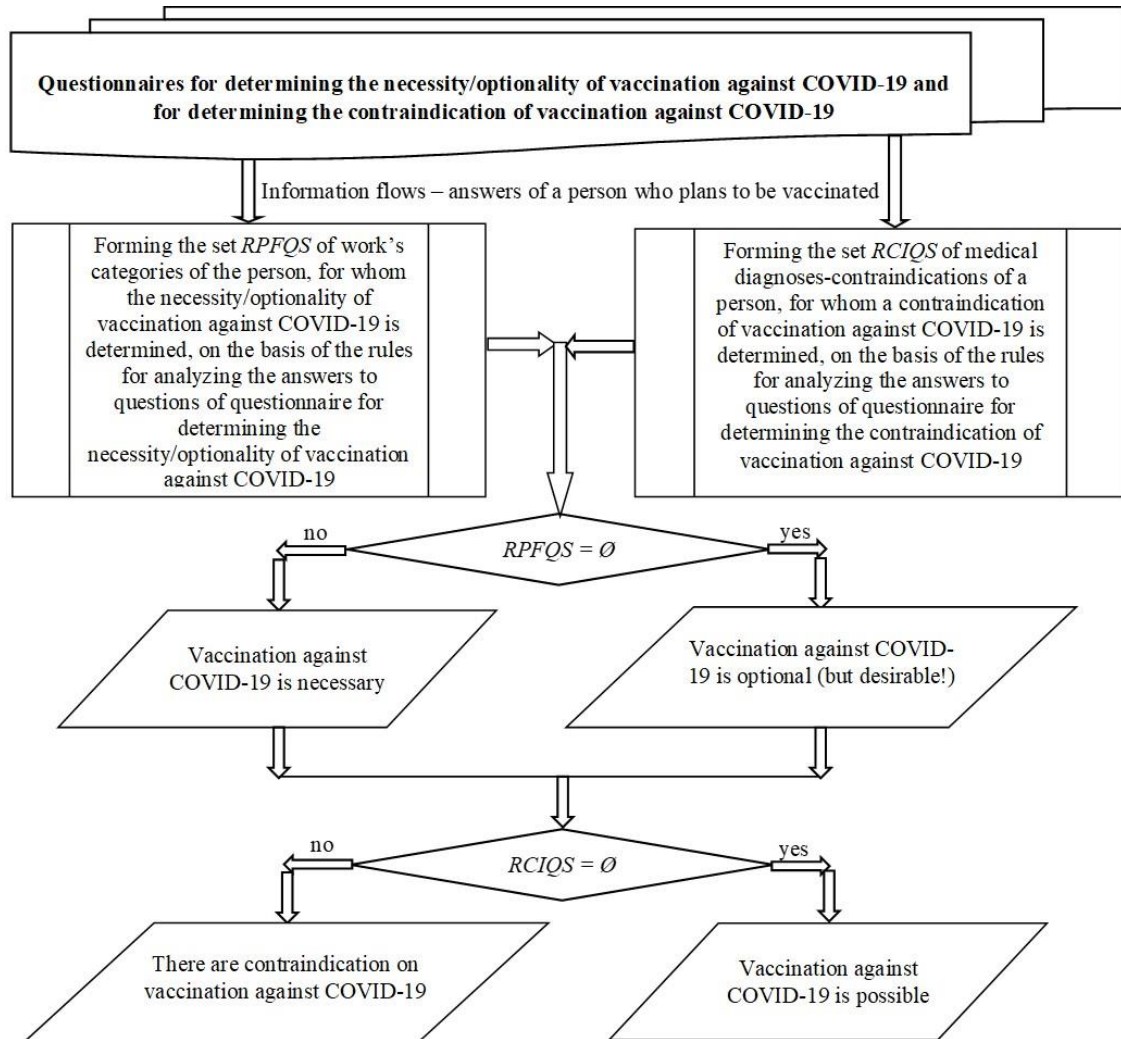 Questionnaires for determining the necessity/optionality of vaccination against COVID-19 and
for determining the contraindication of vaccination against COVID-19
Information flows – answers of a person who plans to be vaccinated
Forming the set RPFQS of work’s
categories of the person, for whom
the necessity/optionality of
vaccination against COVID-19 is
determined, on the basis of the rules
for analyzing the answers to
questions of questionnaire for
determining the
necessity/optionality of vaccination
against COVID-19
Forming the set RCIQS of medical
diagnoses-contraindications of a
person, for whom a contraindication
of vaccination against COVID-19 is
determined, on the basis of the rules
for analyzing the answers to
questions of questionnaire for
determining the contraindication of
vaccination against COVID-19
no
RPFQS = Ø
yes
Vaccination against
COVID-19 is necessary
Vaccination against COVID-
19 is optional (but desirable!)
no
RCIQS = Ø
yes
There are contraindication on
vaccination against COVID-19
Vaccination against
COVID-19 is possible